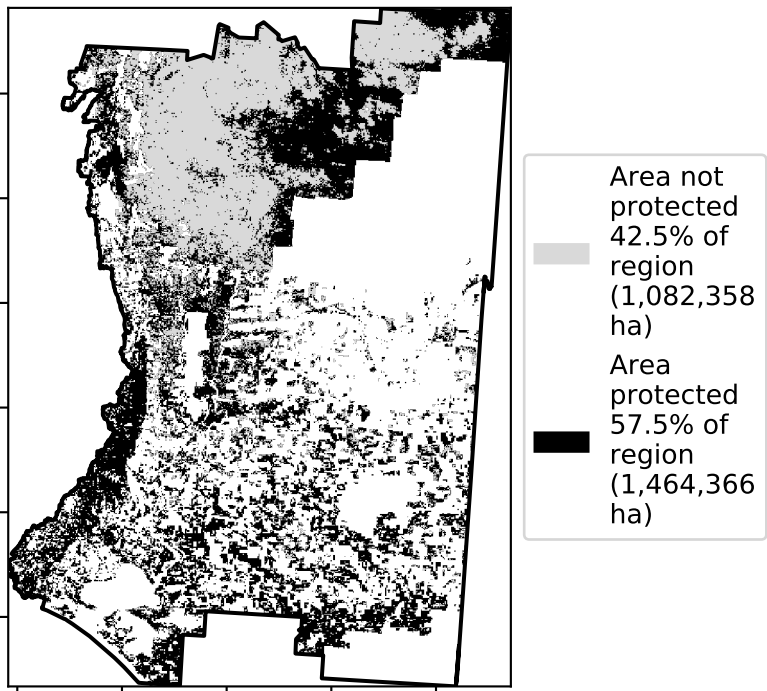 Area not
protected
42.5% of
region
(1,082,358
ha)
Area
protected
57.5% of
region
(1,464,366
ha)